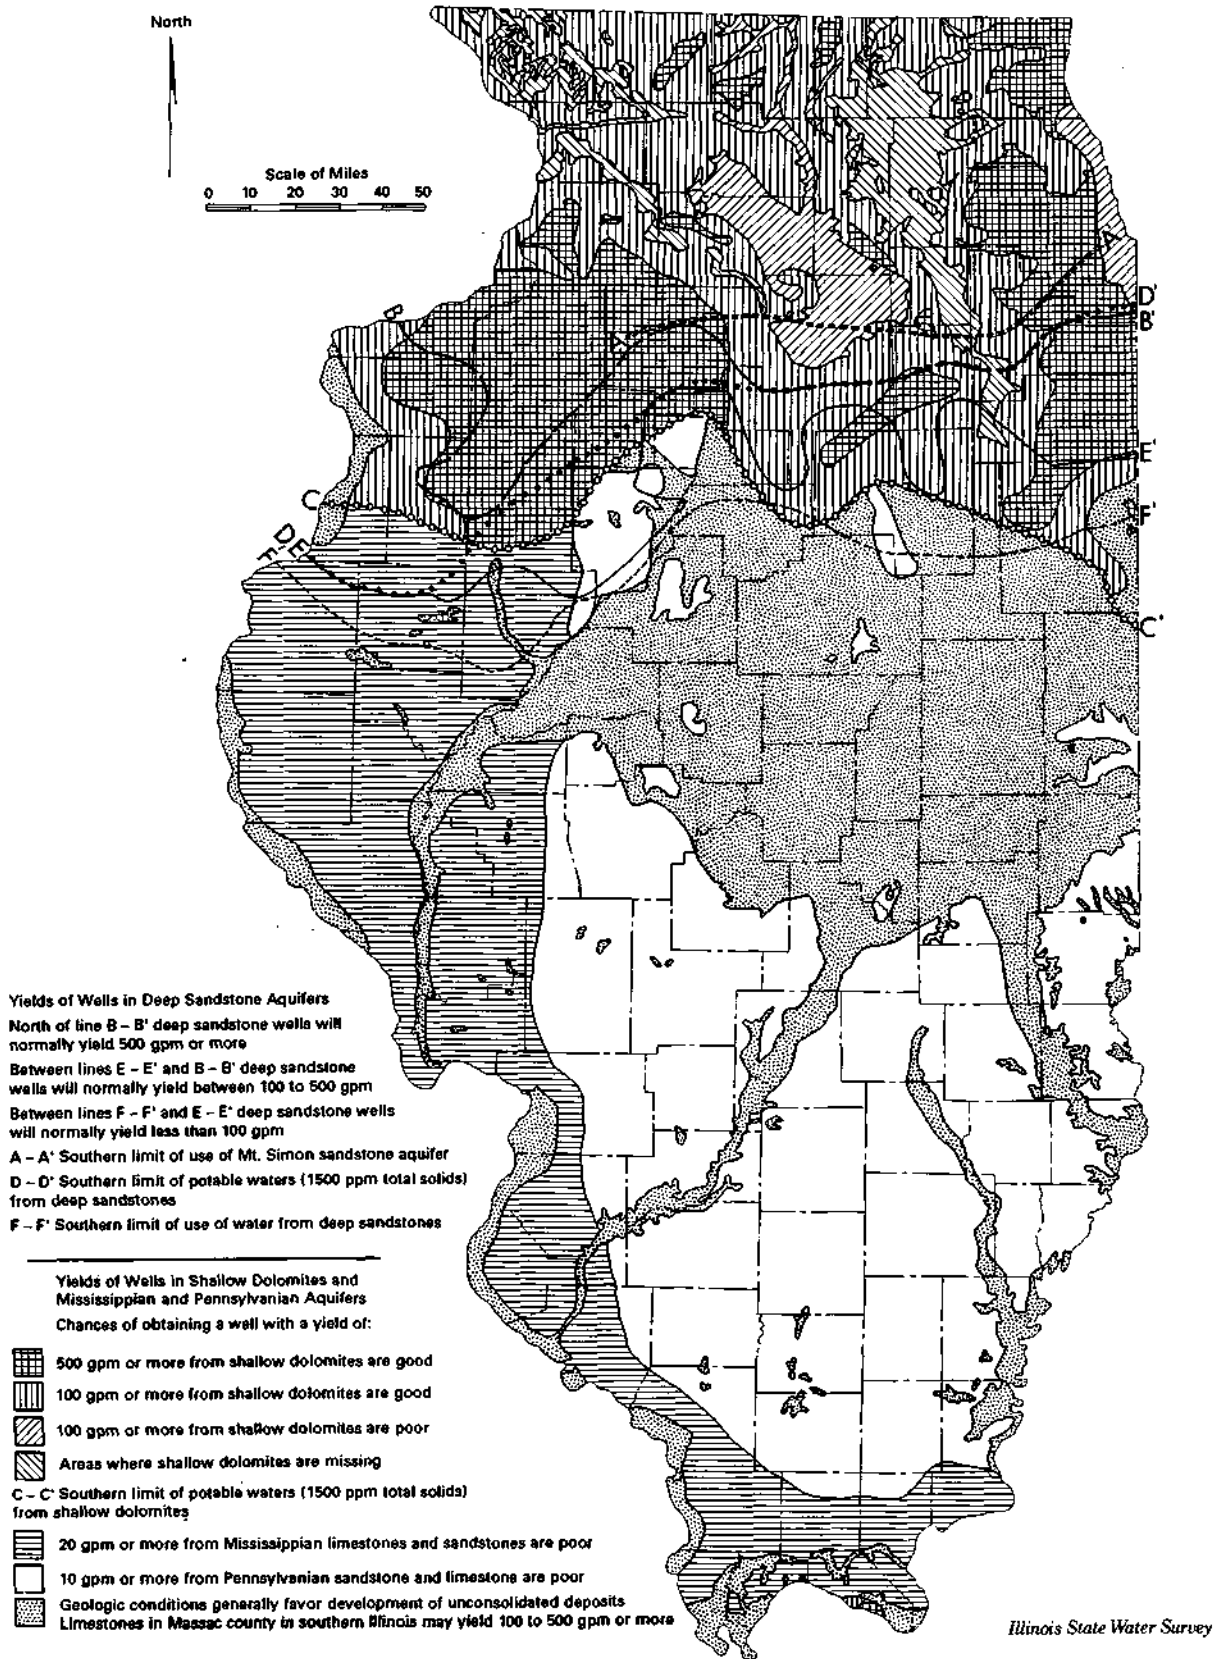 North
Scale of Miles
0 10 20 30 40 50
A'
D'
B'
B
A
E'
C
F'
D E
F
C'
Yields of Wells in Deep Sandstone Aquifers
North of line B – B' deep sandstone wells will
normally yield 500 gpm or more
Between lines E – E' and B – B' deep sandstone
wells will normally yield between 100 to 500 gpm
Between lines F – F' and E – E' deep sandstone wells
will normally yield less than 100 gpm
A – A' Southern limit of use of Mt. Simon sandstone aquifer
D – D' Southern limit of potable waters (1500 ppm total solids)
from deep sandstones
F – F' Southern limit of use of water from deep sandstones
Yields of Wells in Shallow Dolomites and
Mississippian and Pennsylvanian Aquifers
Chances of obtaining a well with a yield of:
500 gpm or more from shallow dolomites are good
100 gpm or more from shallow dolomites are good
100 gpm or more from shallow dolomites are poor
Areas where shallow dolomites are missing
C – C' Southern limit of potable waters (1500 ppm total solids)
from shallow dolomites
20 gpm or more from Mississippian limestones and sandstones are poor
10 gpm or more from Pennsylvanian sandstone and limestone are poor
Geologic conditions generally favor development of unconsolidated deposits
Limestones in Massac county in southern Illinois may yield 100 to 500 gpm or more
Illinois State Water Survey